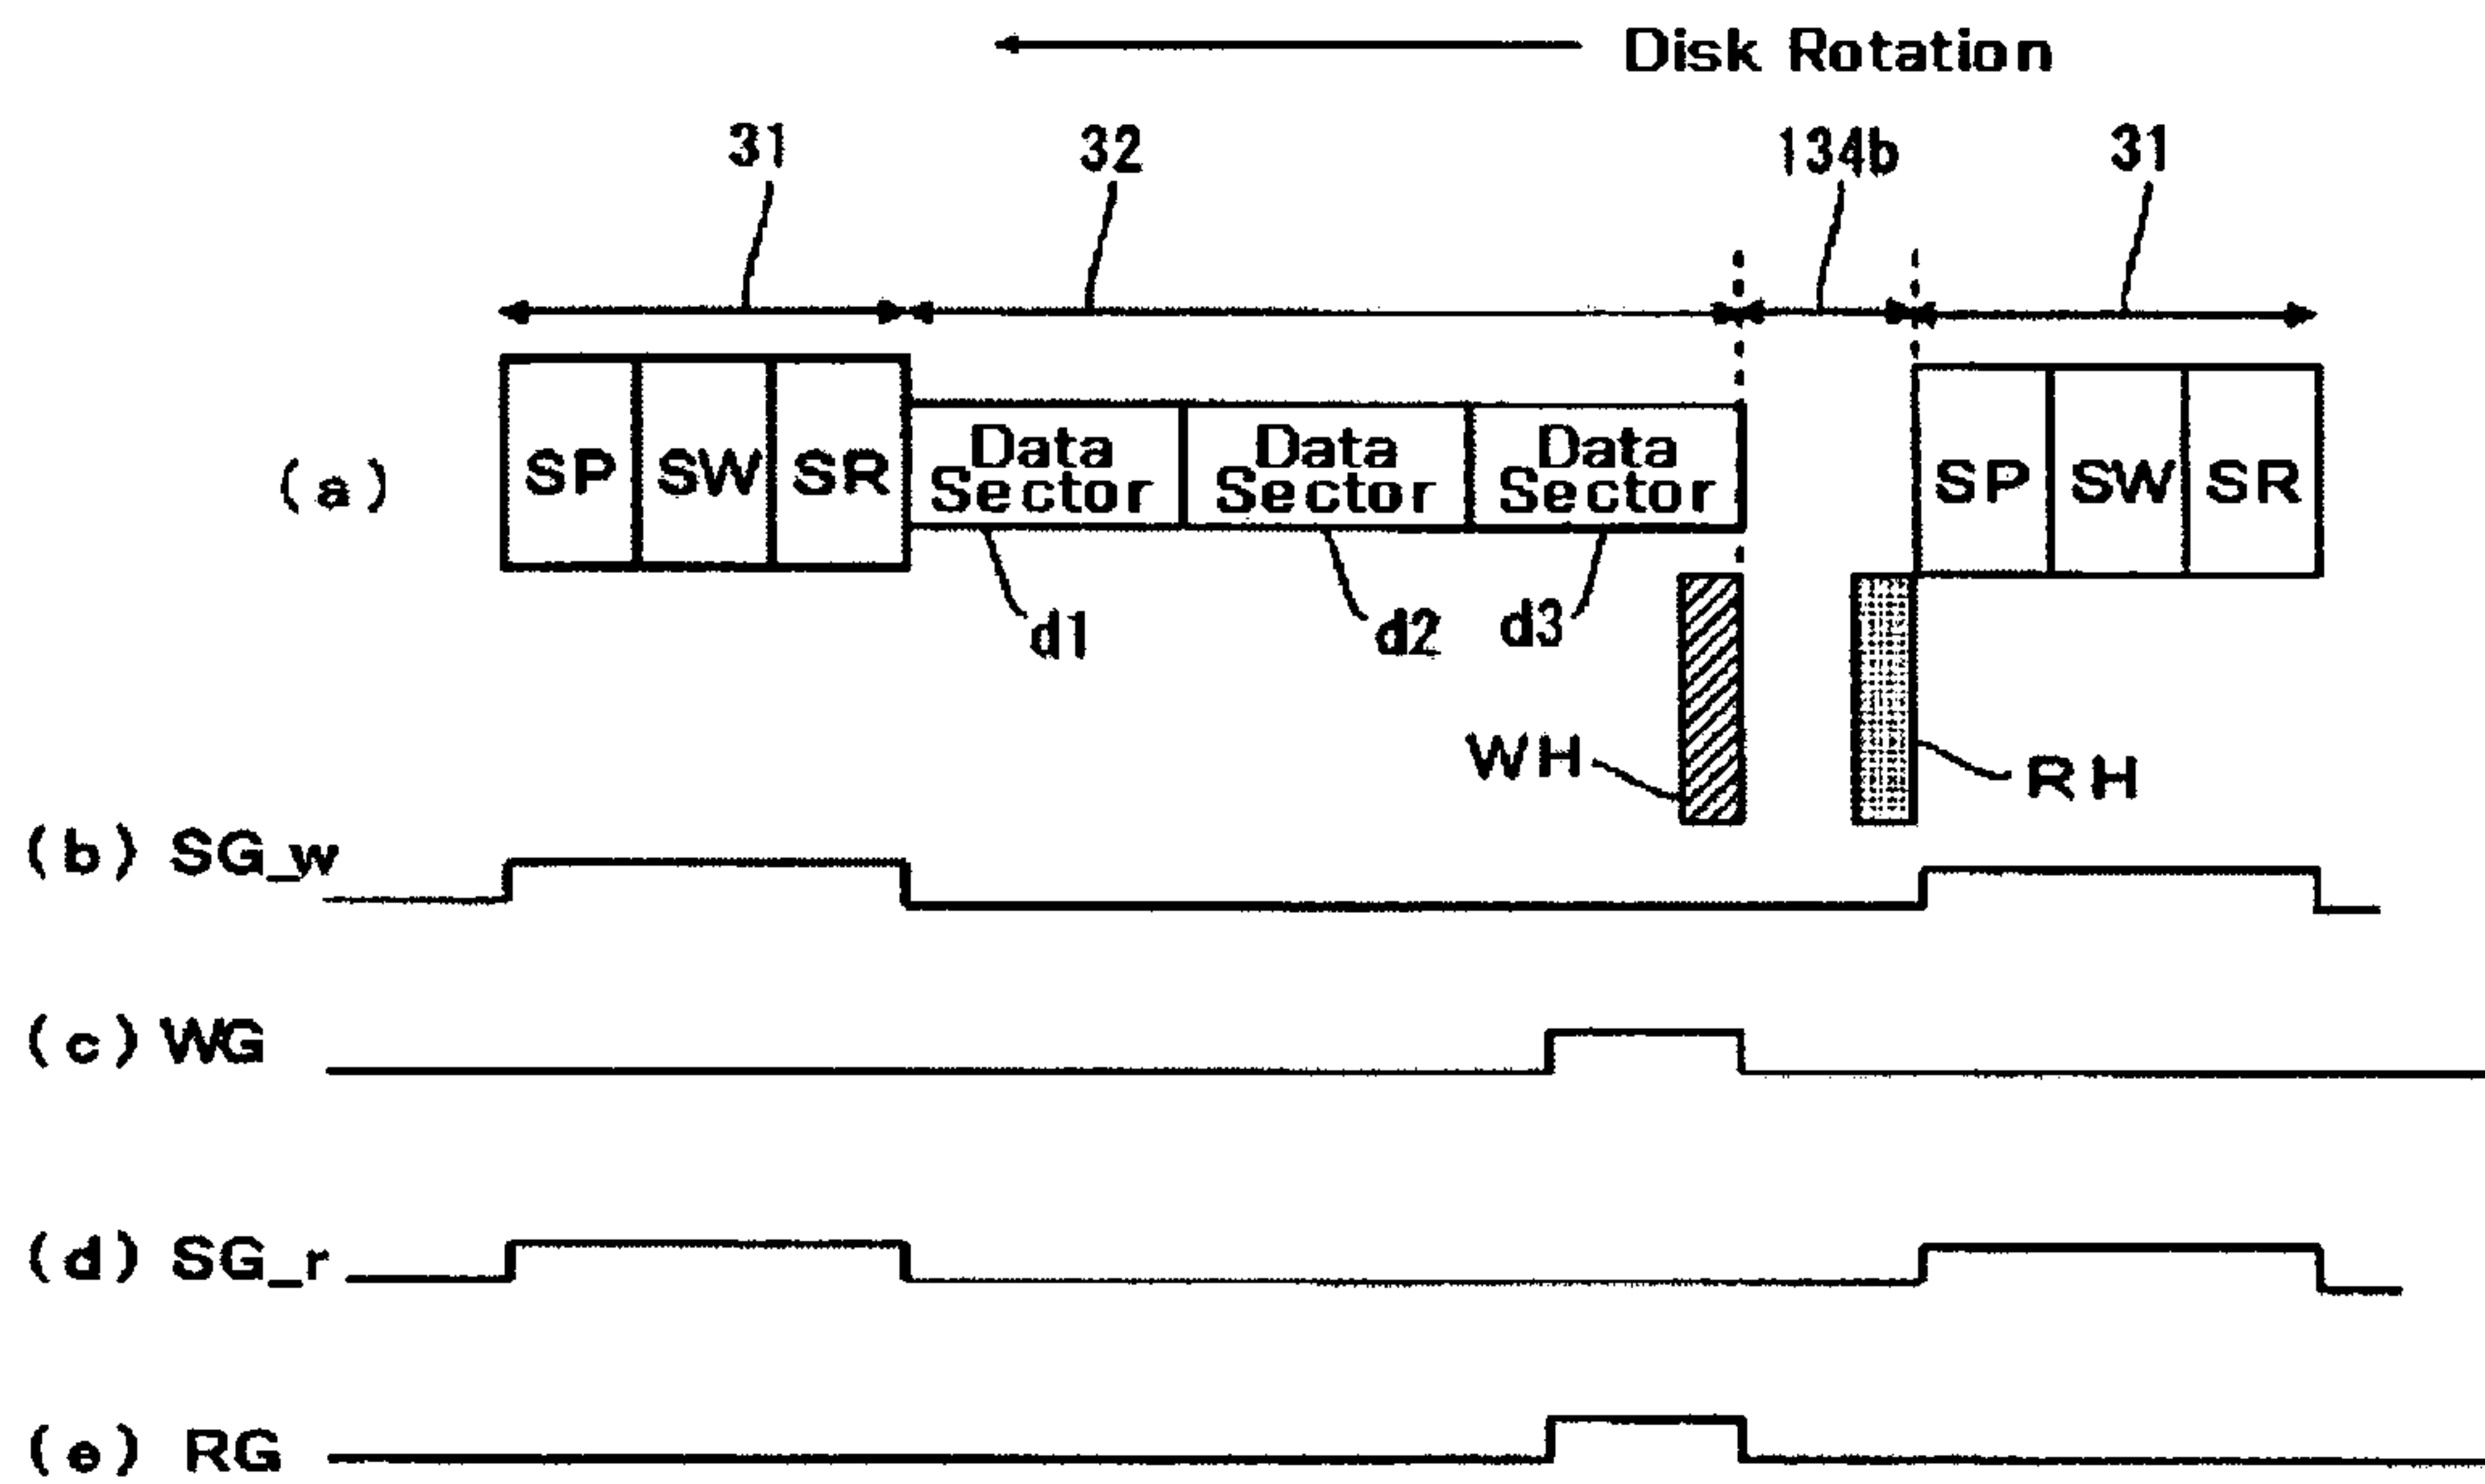 Disk Rotation
31 32 134b 31
(a) SP SW SR Data Sector Data Sector Data Sector SP SW SR
d1 d2 d3
WH RH
(b) SG_w
(c) WG
(d) SG_r
(e) RG